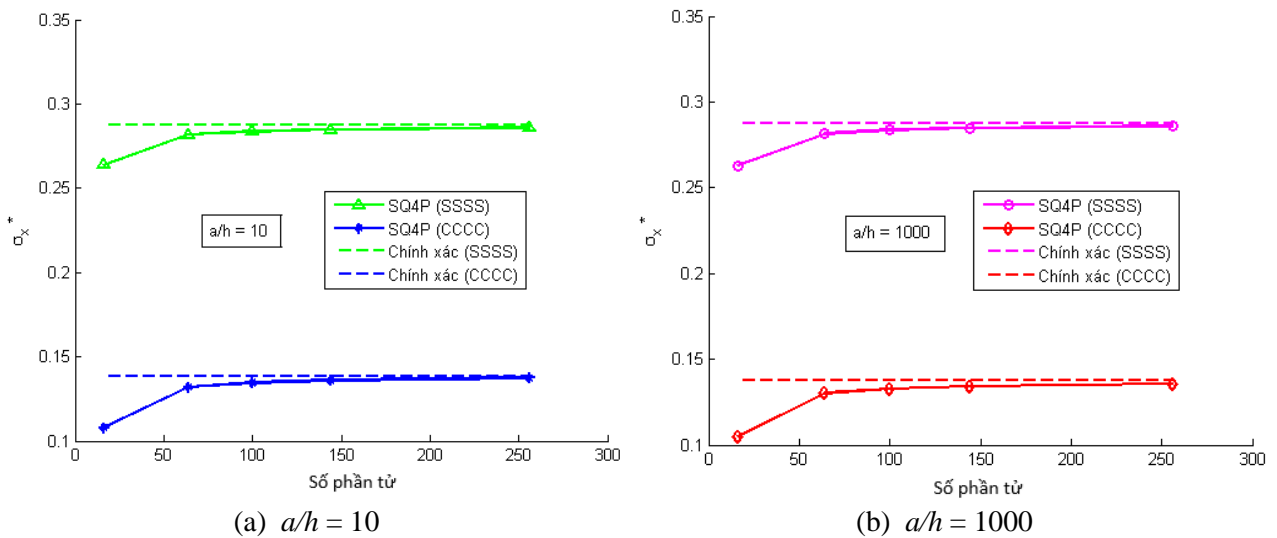 0.35
0.3
0.25
0.2
0.15
0.1
σx*
0 50 100 150 200 250 300
Số phần tử
a/h = 10
SQ4P (SSSS)
SQ4P (CCCC)
Chính xác (SSSS)
Chính xác (CCCC)
(a) a/h = 10
0.35
0.3
0.25
0.2
0.15
0.1
σx*
0 50 100 150 200 250 300
Số phần tử
a/h = 1000
SQ4P (SSSS)
SQ4P (CCCC)
Chính xác (SSSS)
Chính xác (CCCC)
(b) a/h = 1000